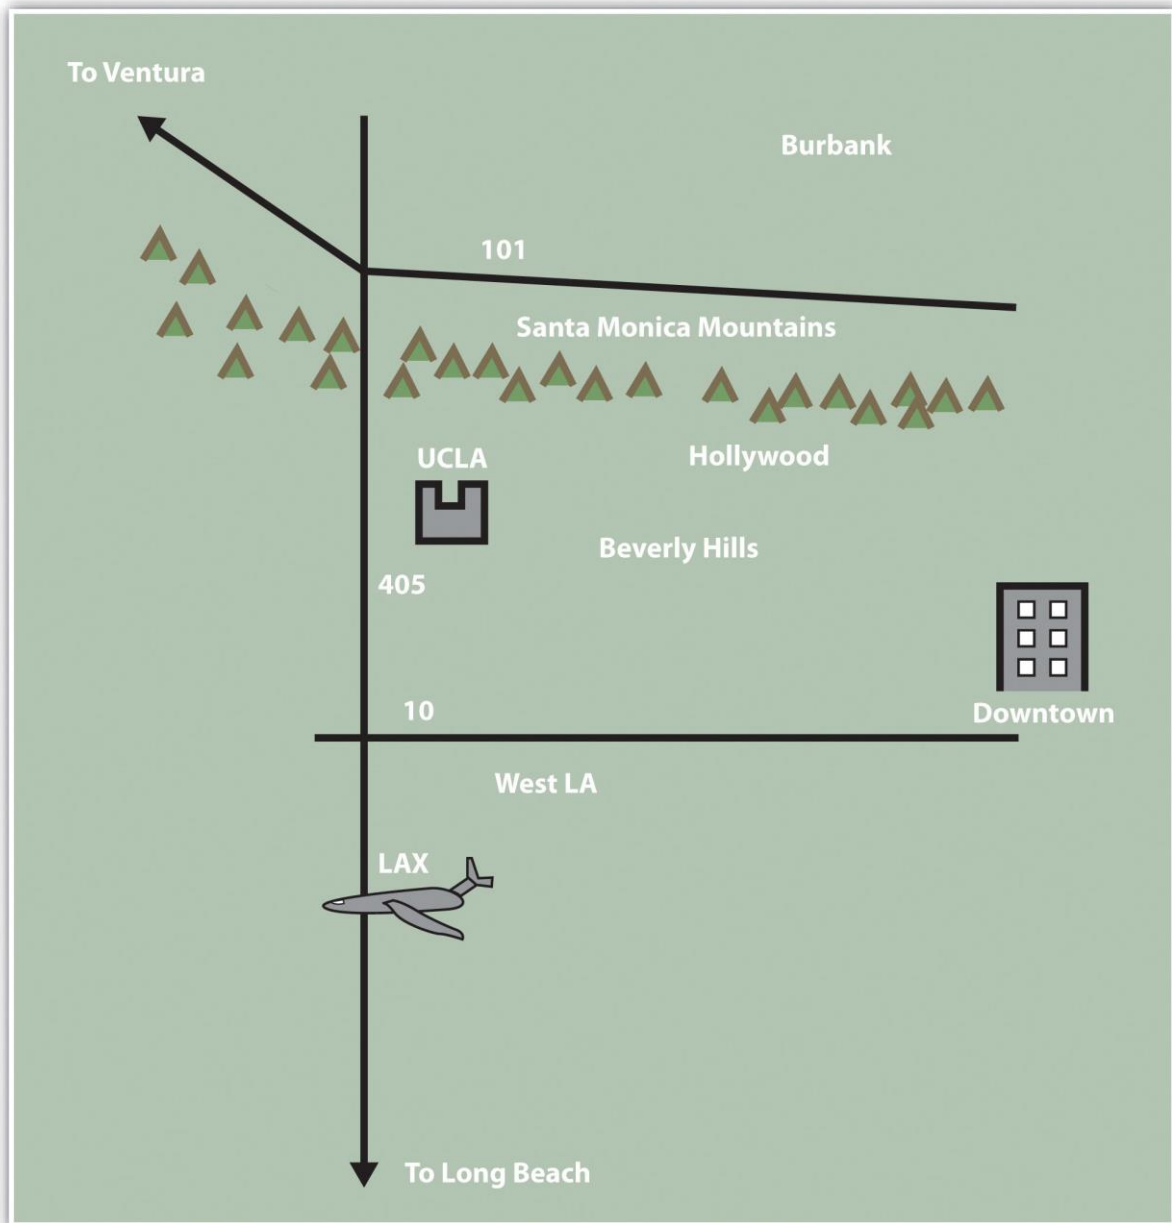 To Ventura
Burbank
101
Santa Monica Mountains
UCLA
Hollywood
Beverly Hills
405
10
Downtown
West LA
LAX
To Long Beach